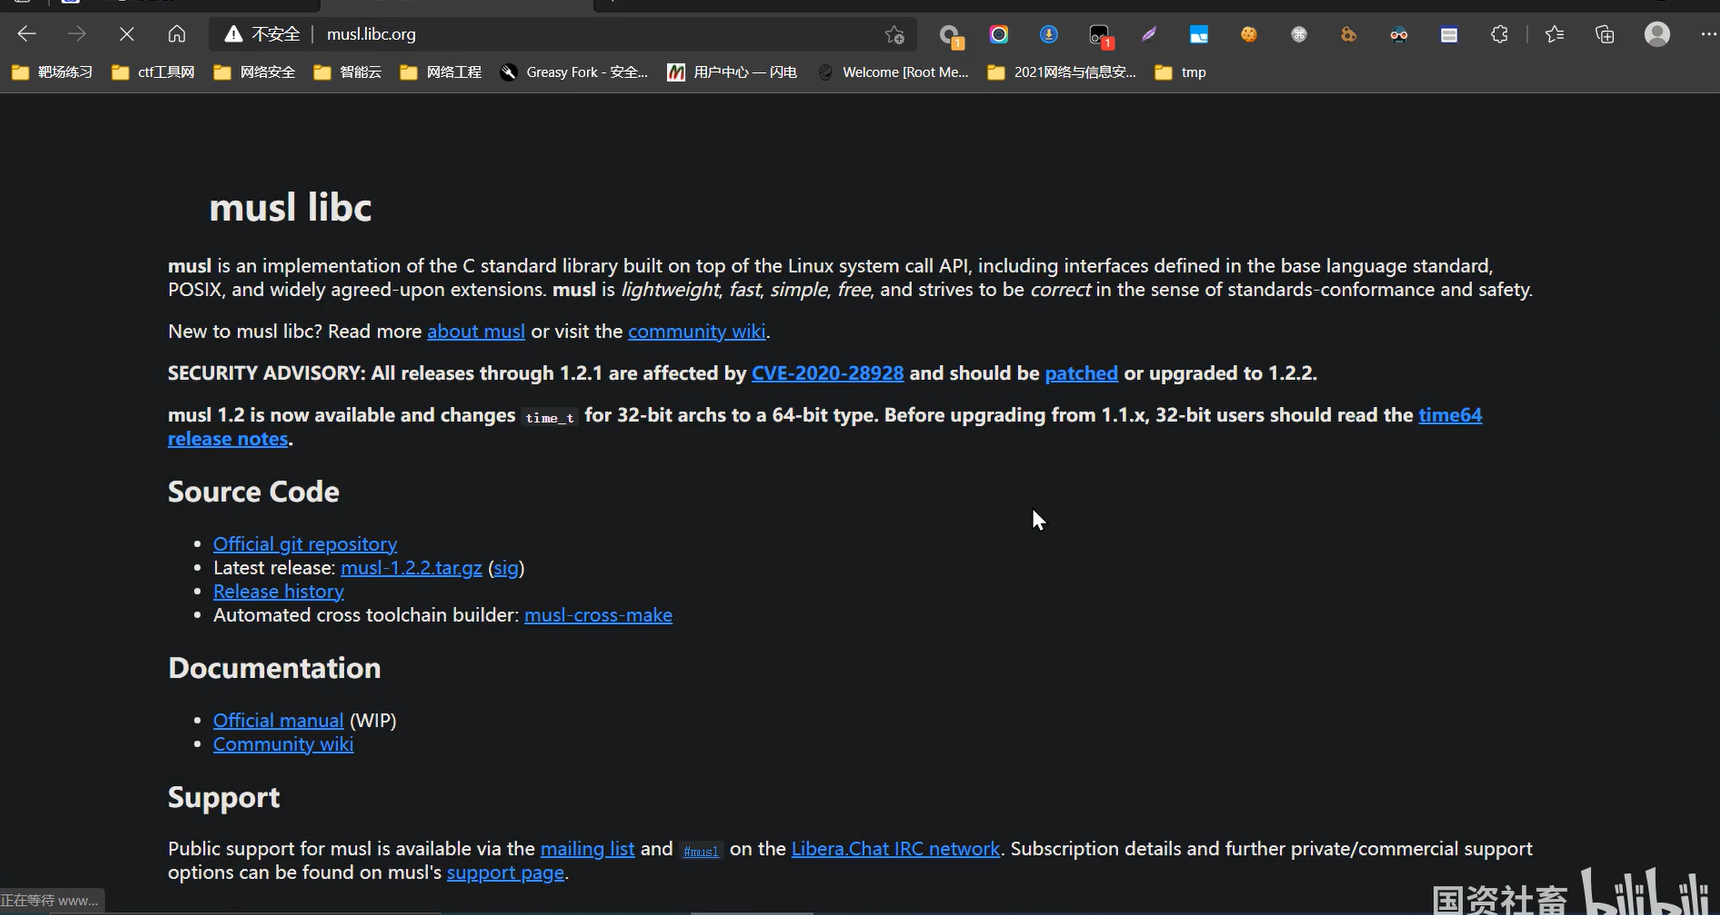 不安全 musl.libc.org
1
1
靶场练习 ctf工具网 网络安全 智能云 网络工程 Greasy Fork - 安全... 用户中心 — 闪电 Welcome [Root Me... 2021网络与信息安... tmp
musl libc
musl is an implementation of the C standard library built on top of the Linux system call API, including interfaces defined in the base language standard,
POSIX, and widely agreed-upon extensions. musl is lightweight, fast, simple, free, and strives to be correct in the sense of standards-conformance and safety.
New to musl libc? Read more about musl or visit the community wiki.
SECURITY ADVISORY: All releases through 1.2.1 are affected by CVE-2020-28928 and should be patched or upgraded to 1.2.2.
musl 1.2 is now available and changes time_t for 32-bit archs to a 64-bit type. Before upgrading from 1.1.x, 32-bit users should read the time64
release notes.
Source Code
• Official git repository
• Latest release: musl-1.2.2.tar.gz (sig)
• Release history
• Automated cross toolchain builder: musl-cross-make
Documentation
• Official manual (WIP)
• Community wiki
Support
Public support for musl is available via the mailing list and #musl on the Libera.Chat IRC network. Subscription details and further private/commercial support
options can be found on musl's support page.
正在等待 www...
国资社畜 bilibili